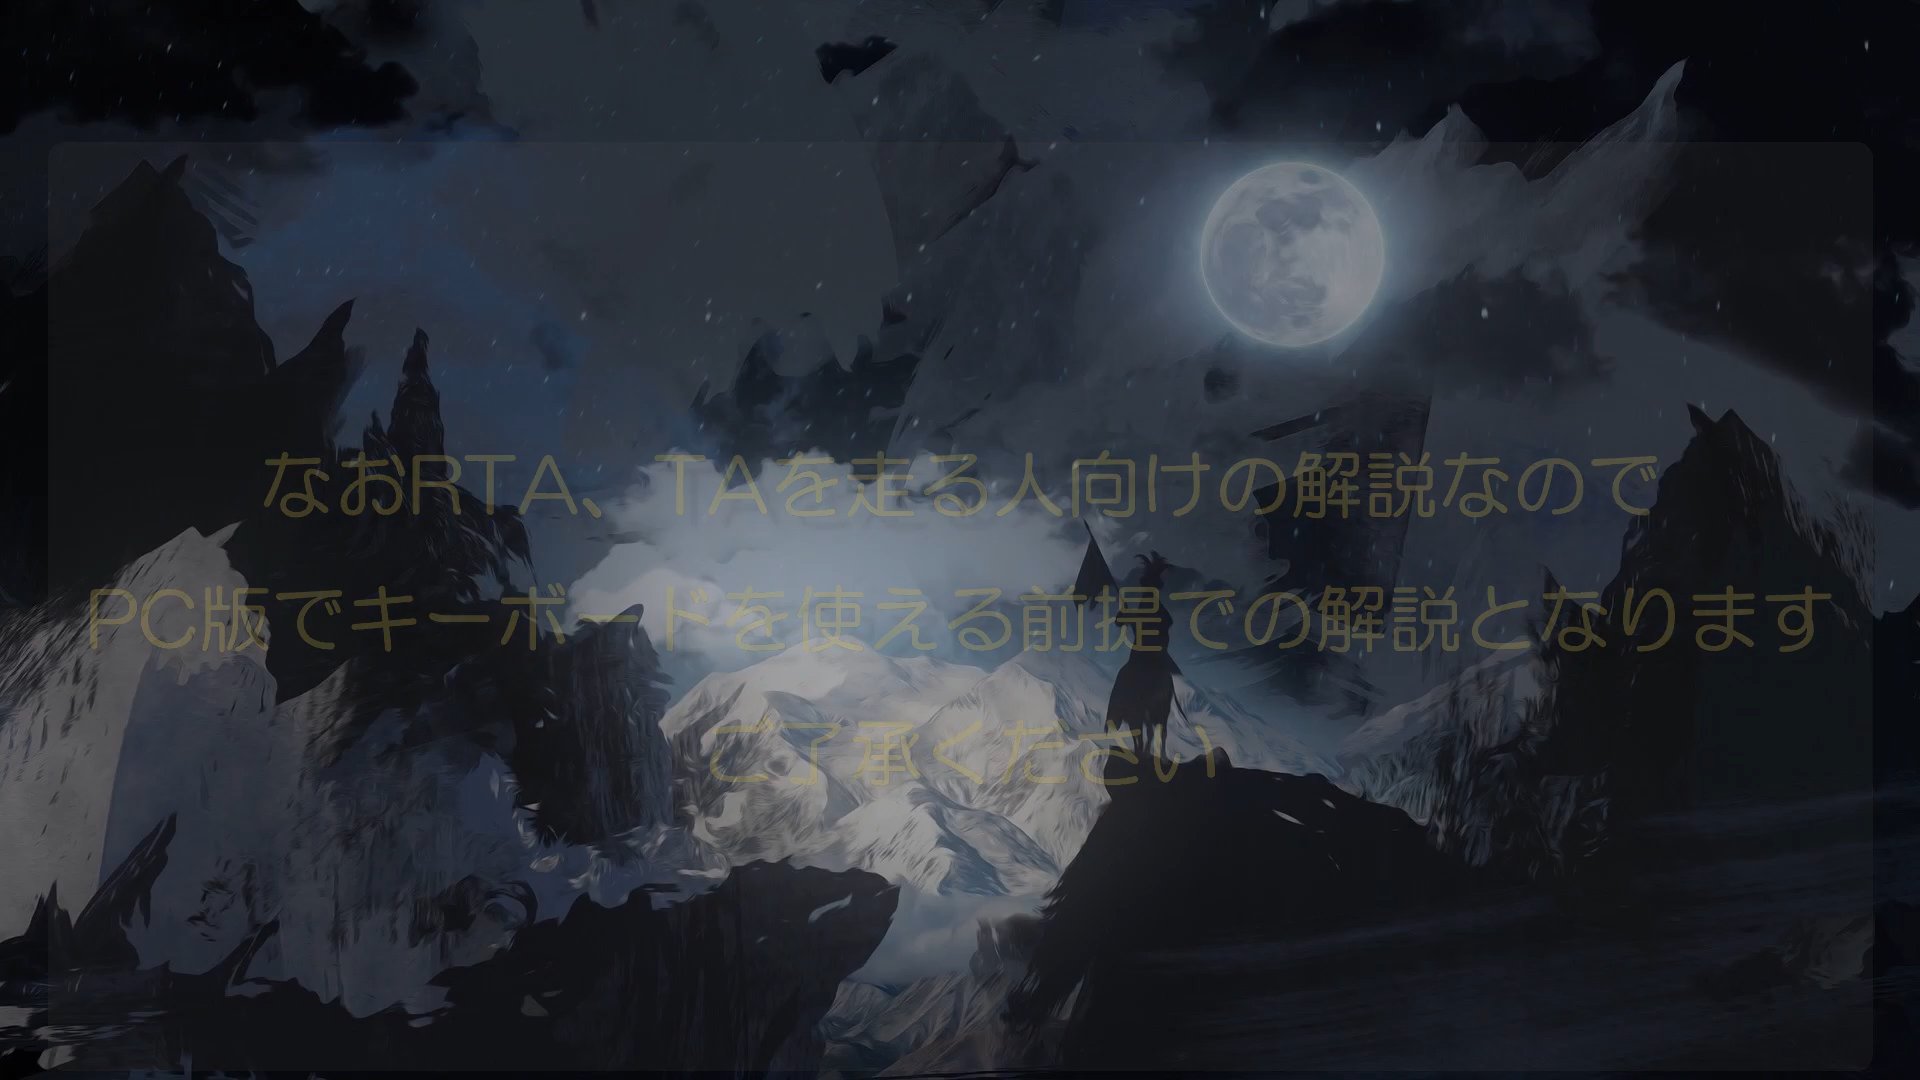 なおRTA、TAを走る人向けの解説なので
PC版でキーボードを使える前提での解説となります
ご了承ください